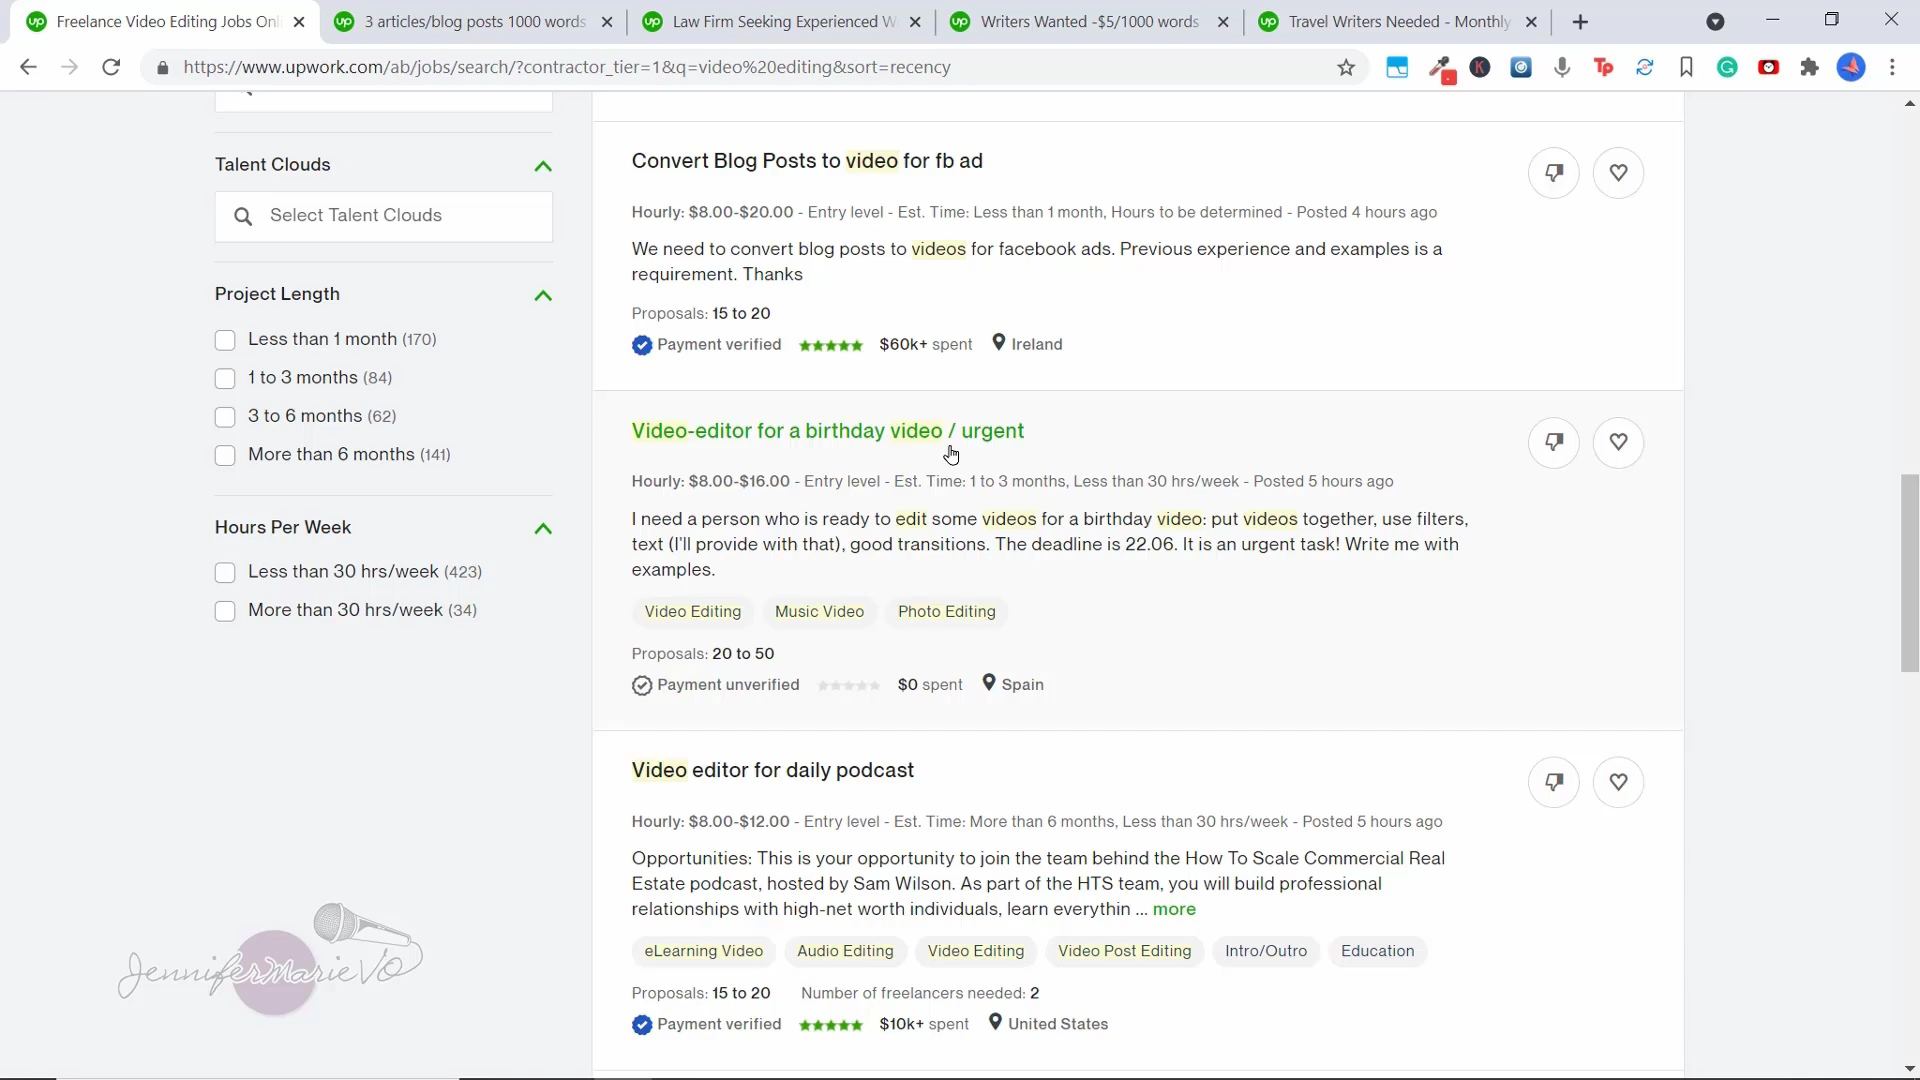 Freelance Video Editing Jobs Onl
3 articles/blog posts 1000 words
Law Firm Seeking Experienced W
Writers Wanted -$5/1000 words
Travel Writers Needed - Monthly
https://www.upwork.com/ab/jobs/search/?contractor_tier=1&q=video%20editing&sort=recency
Talent Clouds
Select Talent Clouds
Project Length
Less than 1 month (170)
1 to 3 months (84)
3 to 6 months (62)
More than 6 months (141)
Hours Per Week
Less than 30 hrs/week (423)
More than 30 hrs/week (34)
JenniferMarieVO
Convert Blog Posts to video for fb ad
Hourly: $8.00-$20.00 - Entry level - Est. Time: Less than 1 month, Hours to be determined - Posted 4 hours ago
We need to convert blog posts to videos for facebook ads. Previous experience and examples is a
requirement. Thanks
Proposals: 15 to 20
Payment verified $60k+ spent Ireland
Video-editor for a birthday video / urgent
Hourly: $8.00-$16.00 - Entry level - Est. Time: 1 to 3 months, Less than 30 hrs/week - Posted 5 hours ago
I need a person who is ready to edit some videos for a birthday video: put videos together, use filters,
text (I'll provide with that), good transitions. The deadline is 22.06. It is an urgent task! Write me with
examples.
Video Editing Music Video Photo Editing
Proposals: 20 to 50
Payment unverified $0 spent Spain
Video editor for daily podcast
Hourly: $8.00-$12.00 - Entry level - Est. Time: More than 6 months, Less than 30 hrs/week - Posted 5 hours ago
Opportunities: This is your opportunity to join the team behind the How To Scale Commercial Real
Estate podcast, hosted by Sam Wilson. As part of the HTS team, you will build professional
relationships with high-net worth individuals, learn everythin ... more
eLearning Video Audio Editing Video Editing Video Post Editing Intro/Outro Education
Proposals: 15 to 20 Number of freelancers needed: 2
Payment verified $10k+ spent United States